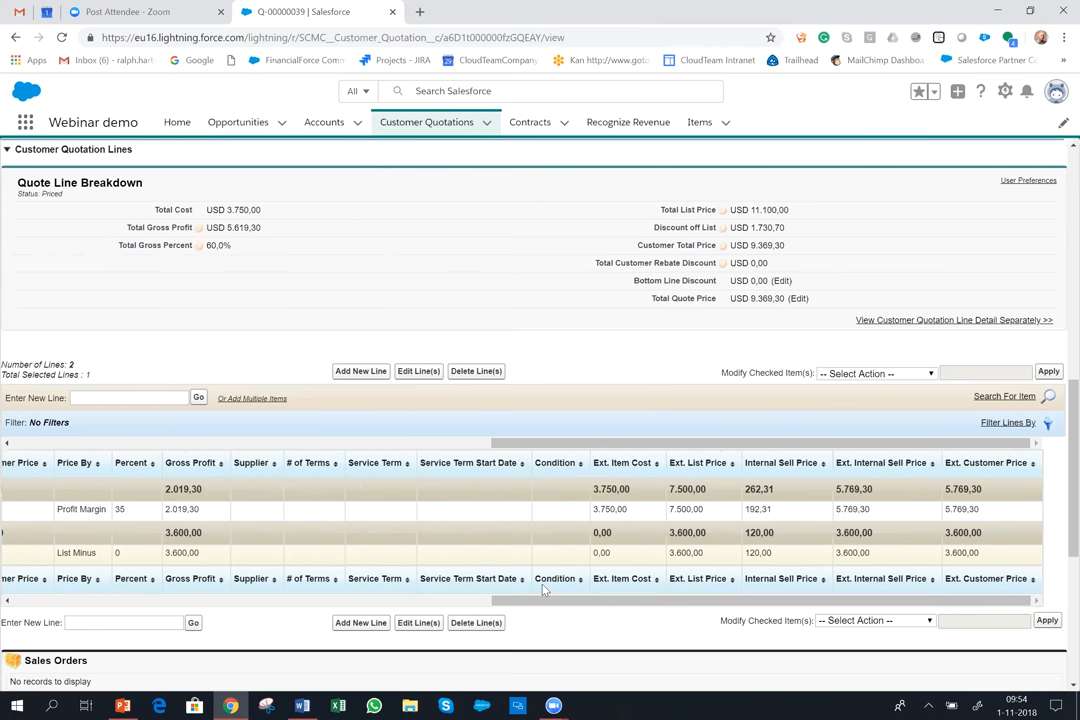 Post Attendee - Zoom
Q-00000039 | Salesforce
https://eu16.lightning.force.com/lightning/r/SCMC__Customer_Quotation__c/a6D1t000000fzGQEAY/view
Apps
Inbox (6) - ralph.hart
Google
FinancialForce Comm
Projects - JIRA
CloudTeamCompany
Kan http://www.goto
CloudTeam Intranet
Trailhead
MailChimp Dashboa
Salesforce Partner Co
»
All
Search Salesforce
Webinar demo
Home
Opportunities
Accounts
Customer Quotations
Contracts
Recognize Revenue
Items
Customer Quotation Lines
Quote Line Breakdown
User Preferences
Status: Priced
Total Cost USD 3.750,00
Total List Price USD 11.100,00
Total Gross Profit USD 5.619,30
Discount off List USD 1.730,70
Total Gross Percent 60,0%
Customer Total Price USD 9.369,30
Total Customer Rebate Discount USD 0,00
Bottom Line Discount USD 0,00 (Edit)
Total Quote Price USD 9.369,30 (Edit)
View Customer Quotation Line Detail Separately >>
Number of Lines: 2
Total Selected Lines : 1
Add New Line Edit Line(s) Delete Line(s)
Modify Checked Item(s): -- Select Action -- Apply
Enter New Line: Go Or Add Multiple Items Search For Item
Filter: No Filters Filter Lines By
mer Price Price By Percent Gross Profit Supplier # of Terms Service Term Service Term Start Date Condition Ext. Item Cost Ext. List Price Internal Sell Price Ext. Internal Sell Price Ext. Customer Price
2.019,30 3.750,00 7.500,00 262,31 5.769,30 5.769,30
Profit Margin 35 2.019,30 3.750,00 7.500,00 192,31 5.769,30 5.769,30
0 3.600,00 0,00 3.600,00 120,00 3.600,00 3.600,00
List Minus 0 3.600,00 0,00 3.600,00 120,00 3.600,00 3.600,00
mer Price Price By Percent Gross Profit Supplier # of Terms Service Term Service Term Start Date Condition Ext. Item Cost Ext. List Price Internal Sell Price Ext. Internal Sell Price Ext. Customer Price
Enter New Line: Go Add New Line Edit Line(s) Delete Line(s) Modify Checked Item(s): -- Select Action -- Apply
Sales Orders
No records to display
09:54
1-11-2018